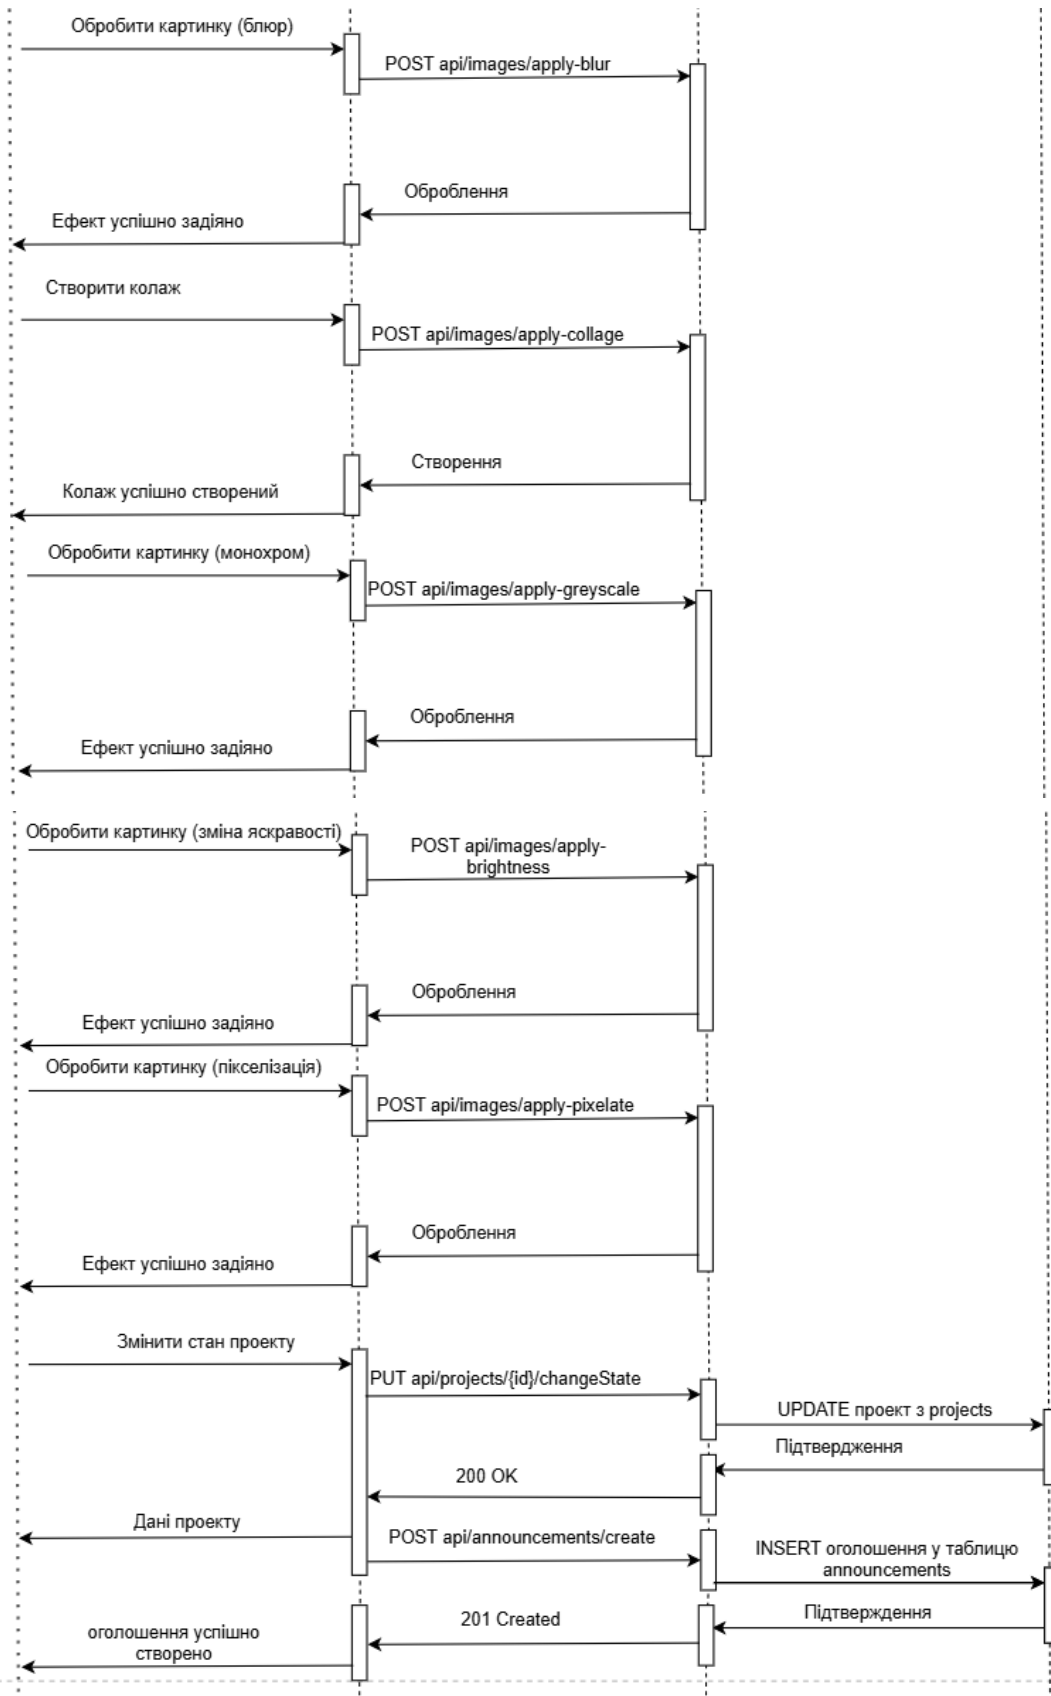 Обробити картинку (блюр)
POST api/images/apply-blur
Оброблення
Ефект успішно задіяно
Створити колаж
POST api/images/apply-collage
Створення
Колаж успішно створений
Обробити картинку (монохром)
POST api/images/apply-greyscale
Оброблення
Ефект успішно задіяно
Обробити картинку (зміна яскравості)
POST api/images/apply-
brightness
Оброблення
Ефект успішно задіяно
Обробити картинку (пікселізація)
POST api/images/apply-pixelate
Оброблення
Ефект успішно задіяно
Змінити стан проекту
PUT api/projects/{id}/changeState
UPDATE проект з projects
Підтвердження
200 OK
Дані проекту
POST api/announcements/create
INSERT оголошення у таблицю
announcements
Підтверждення
201 Created
оголошення успішно
створено